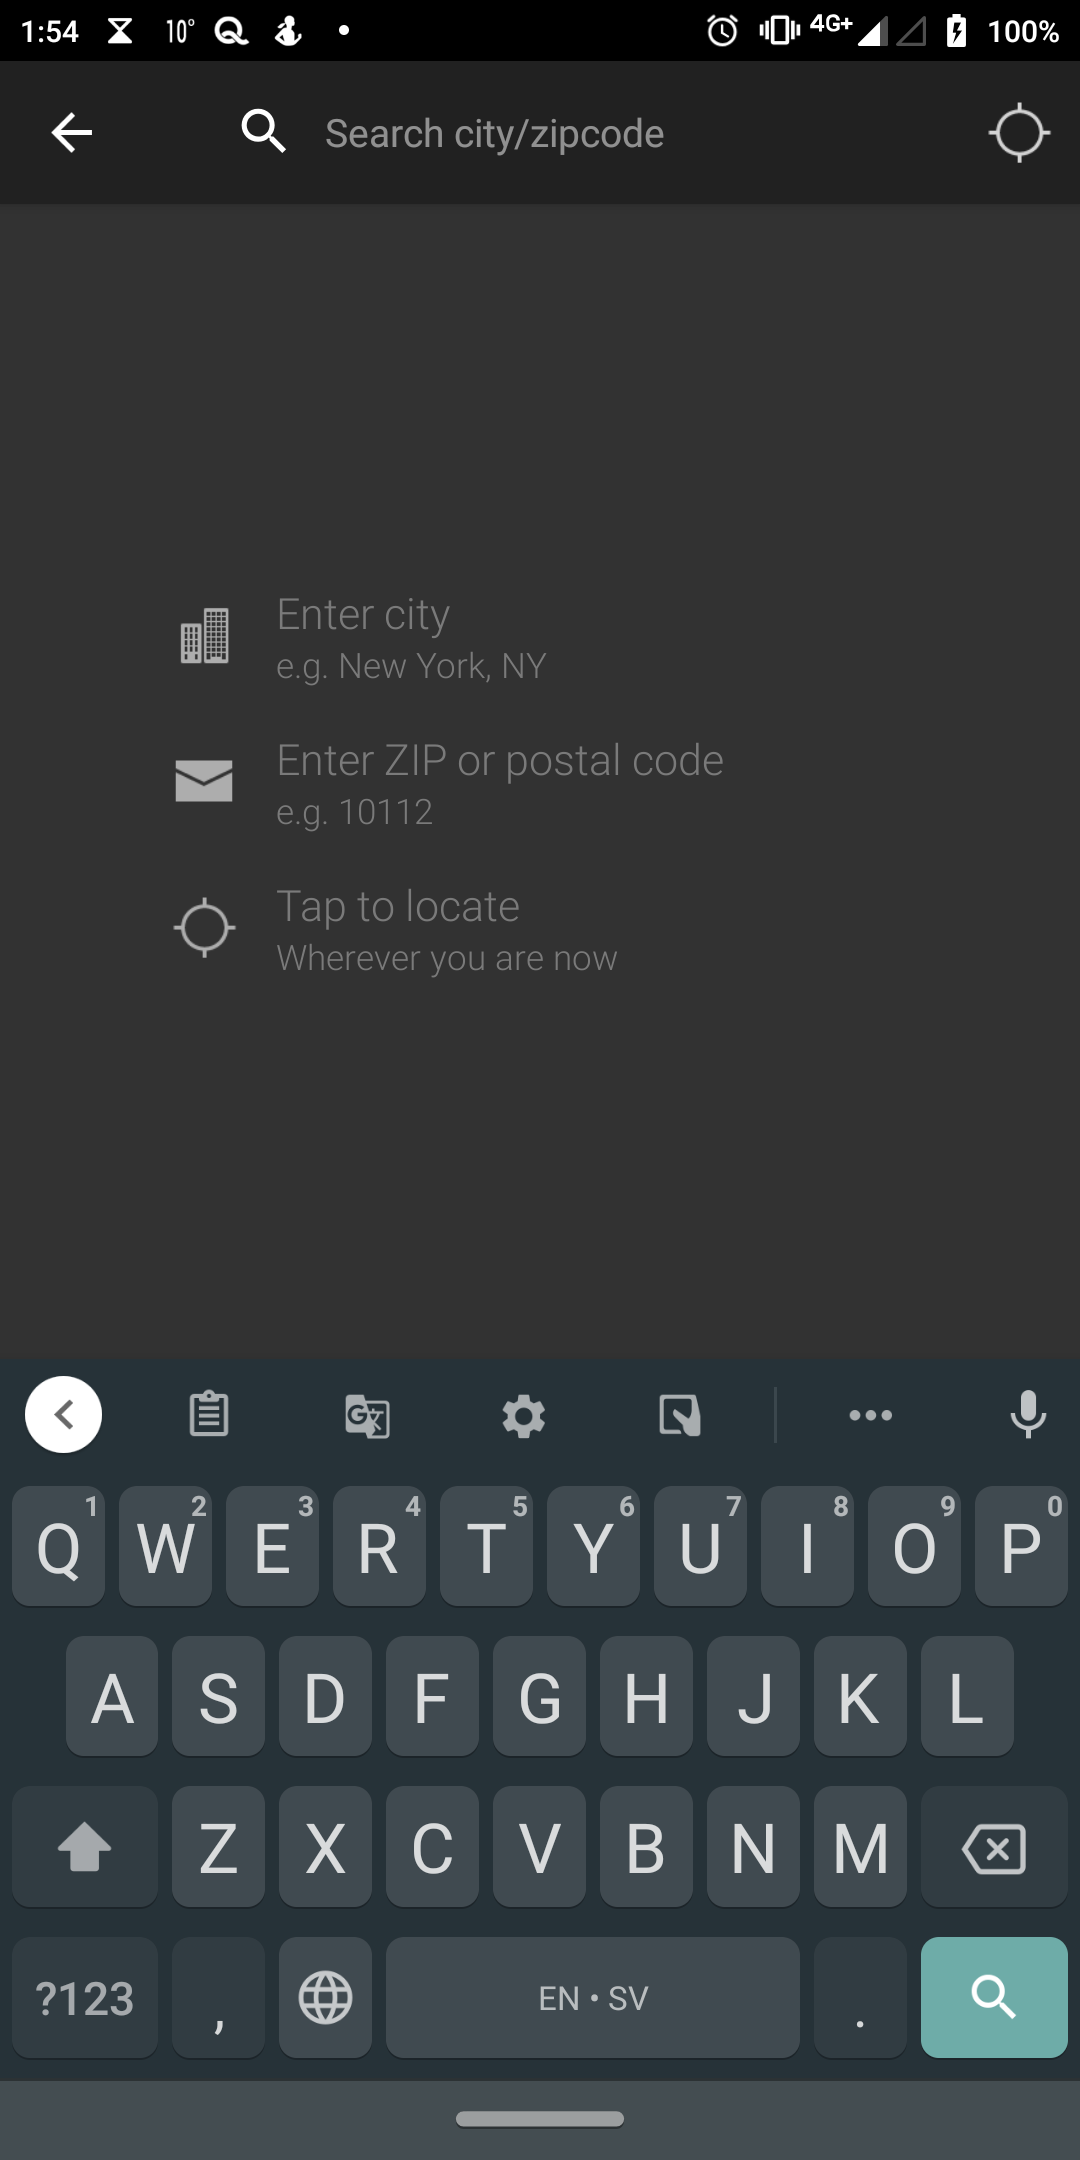 1:54 10° 4G+ 100%
Search city/zipcode
Enter city
e.g. New York, NY
Enter ZIP or postal code
e.g. 10112
Tap to locate
Wherever you are now
1 2 3 4 5 6 7 8 9 0
Q W E R T Y U I O P
A S D F G H J K L
Z X C V B N M
?123 , EN • SV .